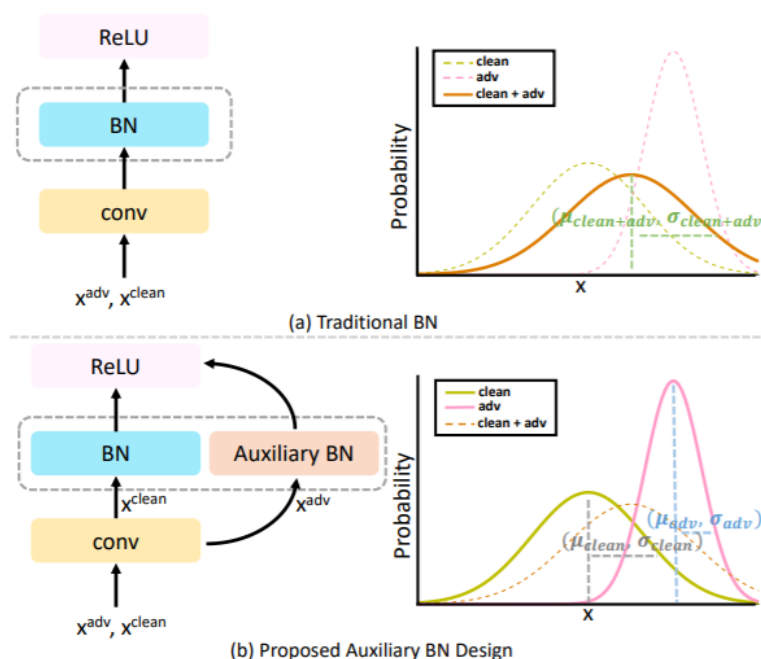 ReLU
BN
conv
x^adv, x^clean
clean
adv
clean + adv
Probability
(μ_clean+adv, σ_clean+adv
x
(a) Traditional BN
ReLU
BN
Auxiliary BN
x^clean
x^adv
conv
x^adv, x^clean
clean
adv
clean + adv
Probability
(μ_adv, σ_adv)
(μ_clean, σ_clean)
x
(b) Proposed Auxiliary BN Design